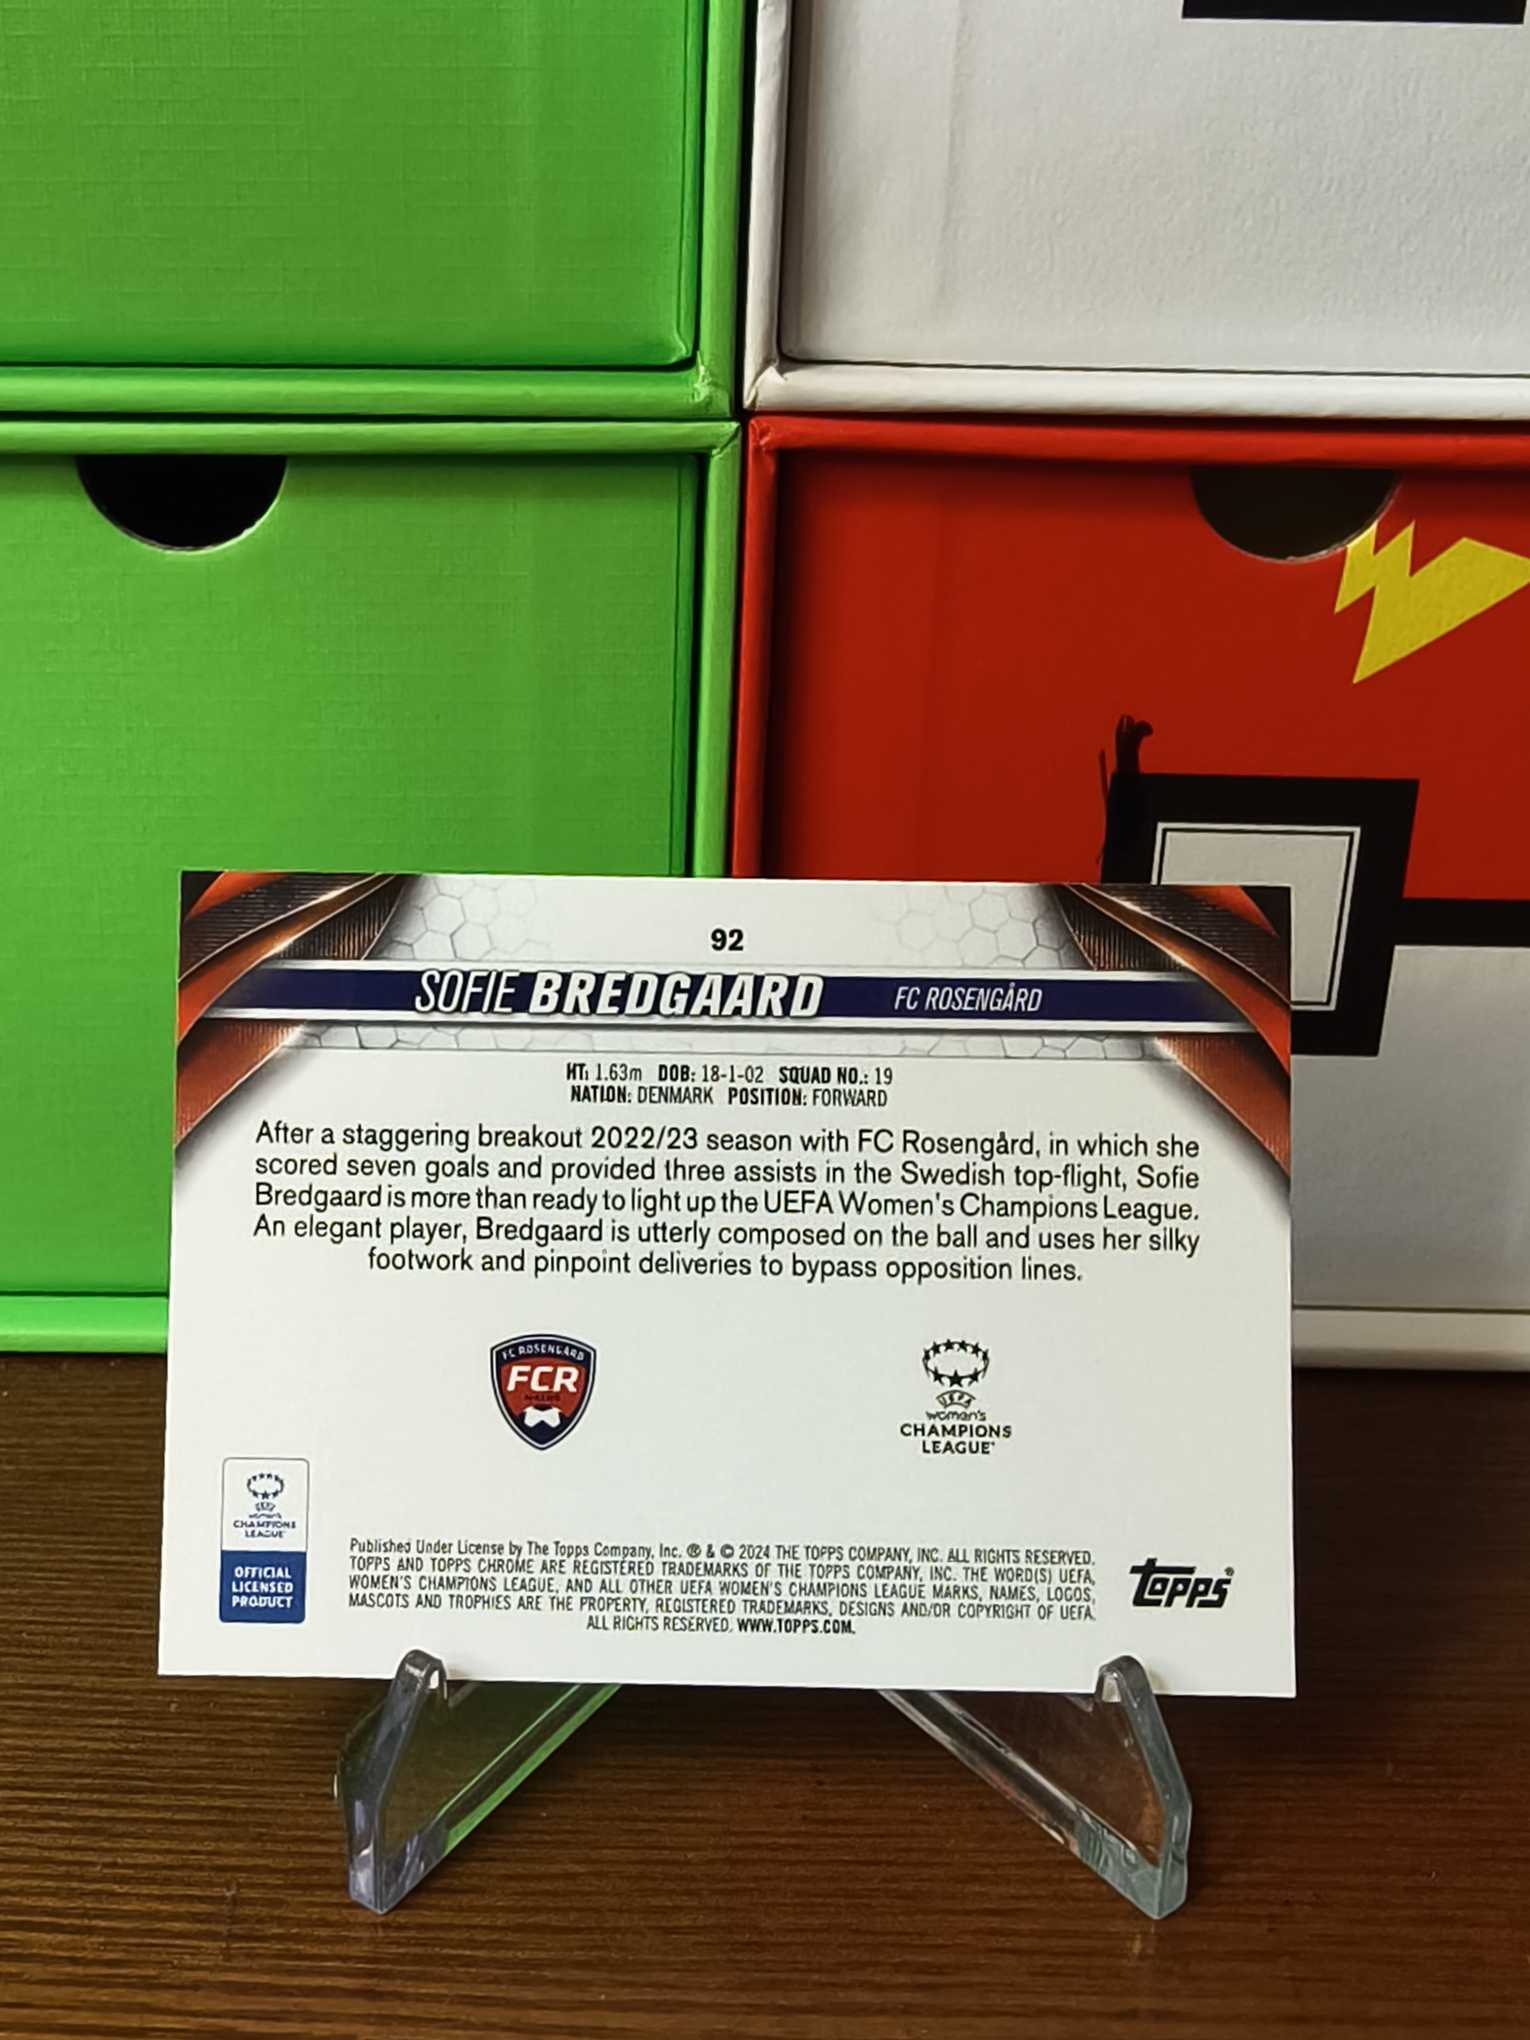 92
SOFIE BREDGAARD FC ROSENGÅRD
HT: 1.63m DOB: 18-1-02 SQUAD NO.: 19
NATION: DENMARK POSITION: FORWARD
After a staggering breakout 2022/23 season with FC Rosengård, in which she
scored seven goals and provided three assists in the Swedish top-flight, Sofie
Bredgaard is more than ready to light up the UEFA Women's Champions League.
An elegant player, Bredgaard is utterly composed on the ball and uses her silky
footwork and pinpoint deliveries to bypass opposition lines.
FC ROSENGÅRD
FCR
UEFA
women's
CHAMPIONS
LEAGUE
UEFA
women's
CHAMPIONS
LEAGUE
OFFICIAL
LICENSED
PRODUCT
Published Under License by The Topps Company, Inc. ® & © 2024 THE TOPPS COMPANY, INC. ALL RIGHTS RESERVED.
TOPPS AND TOPPS CHROME ARE REGISTERED TRADEMARKS OF THE TOPPS COMPANY, INC. THE WORD(S) UEFA,
WOMEN'S CHAMPIONS LEAGUE, AND ALL OTHER UEFA WOMEN'S CHAMPIONS LEAGUE MARKS, NAMES, LOGOS,
MASCOTS AND TROPHIES ARE THE PROPERTY, REGISTERED TRADEMARKS, DESIGNS AND/OR COPYRIGHT OF UEFA.
ALL RIGHTS RESERVED. WWW.TOPPS.COM.
topps®